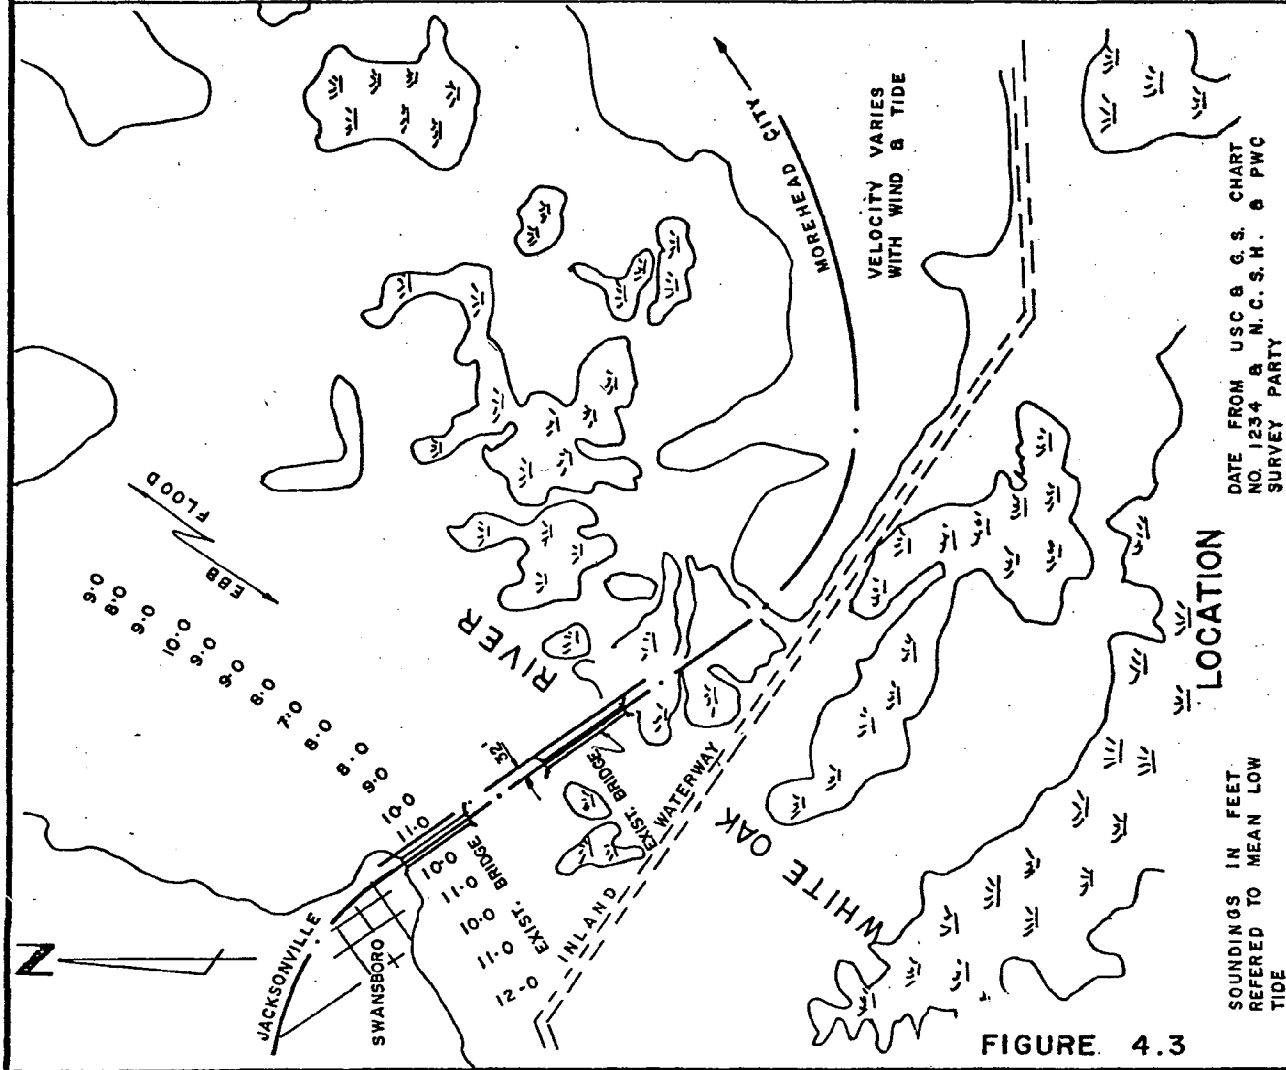 N
JACKSONVILLE
SWANSBORO
9·0
8·0
9·0
10·0
9·0
9·0
8·0
7·0
8·0
8·0
9·0
10·0
11·0
10·0
11·0
10·0
11·0
12·0
EBB
FLOOD
RIVER
32'
EXIST. BRIDGE
EXIST. BRIDGE
INLAND WATERWAY
WHITE OAK
MOREHEAD CITY
VELOCITY VARIES
WITH WIND & TIDE
SOUNDINGS IN FEET
REFERED TO MEAN LOW
TIDE
LOCATION
DATE FROM USC & G.S. CHART
NO. 1234 & N.C.S.H. & PWC
SURVEY PARTY
FIGURE 4.3